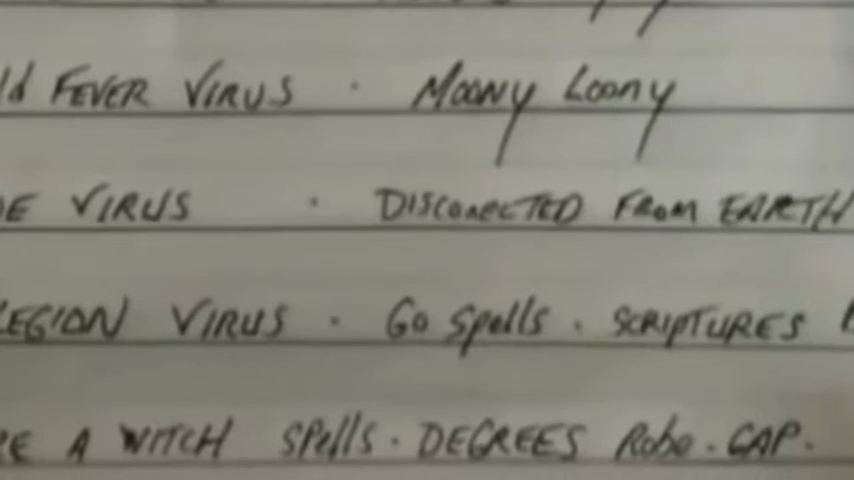 FEVER VIRUS · Moony Loony
VIRUS · DISCONECTED FROM EARTH
LEGION VIRUS · Go Spells · SCRIPTURES
A WITCH SPells · DEGREES Robe · CAP ·